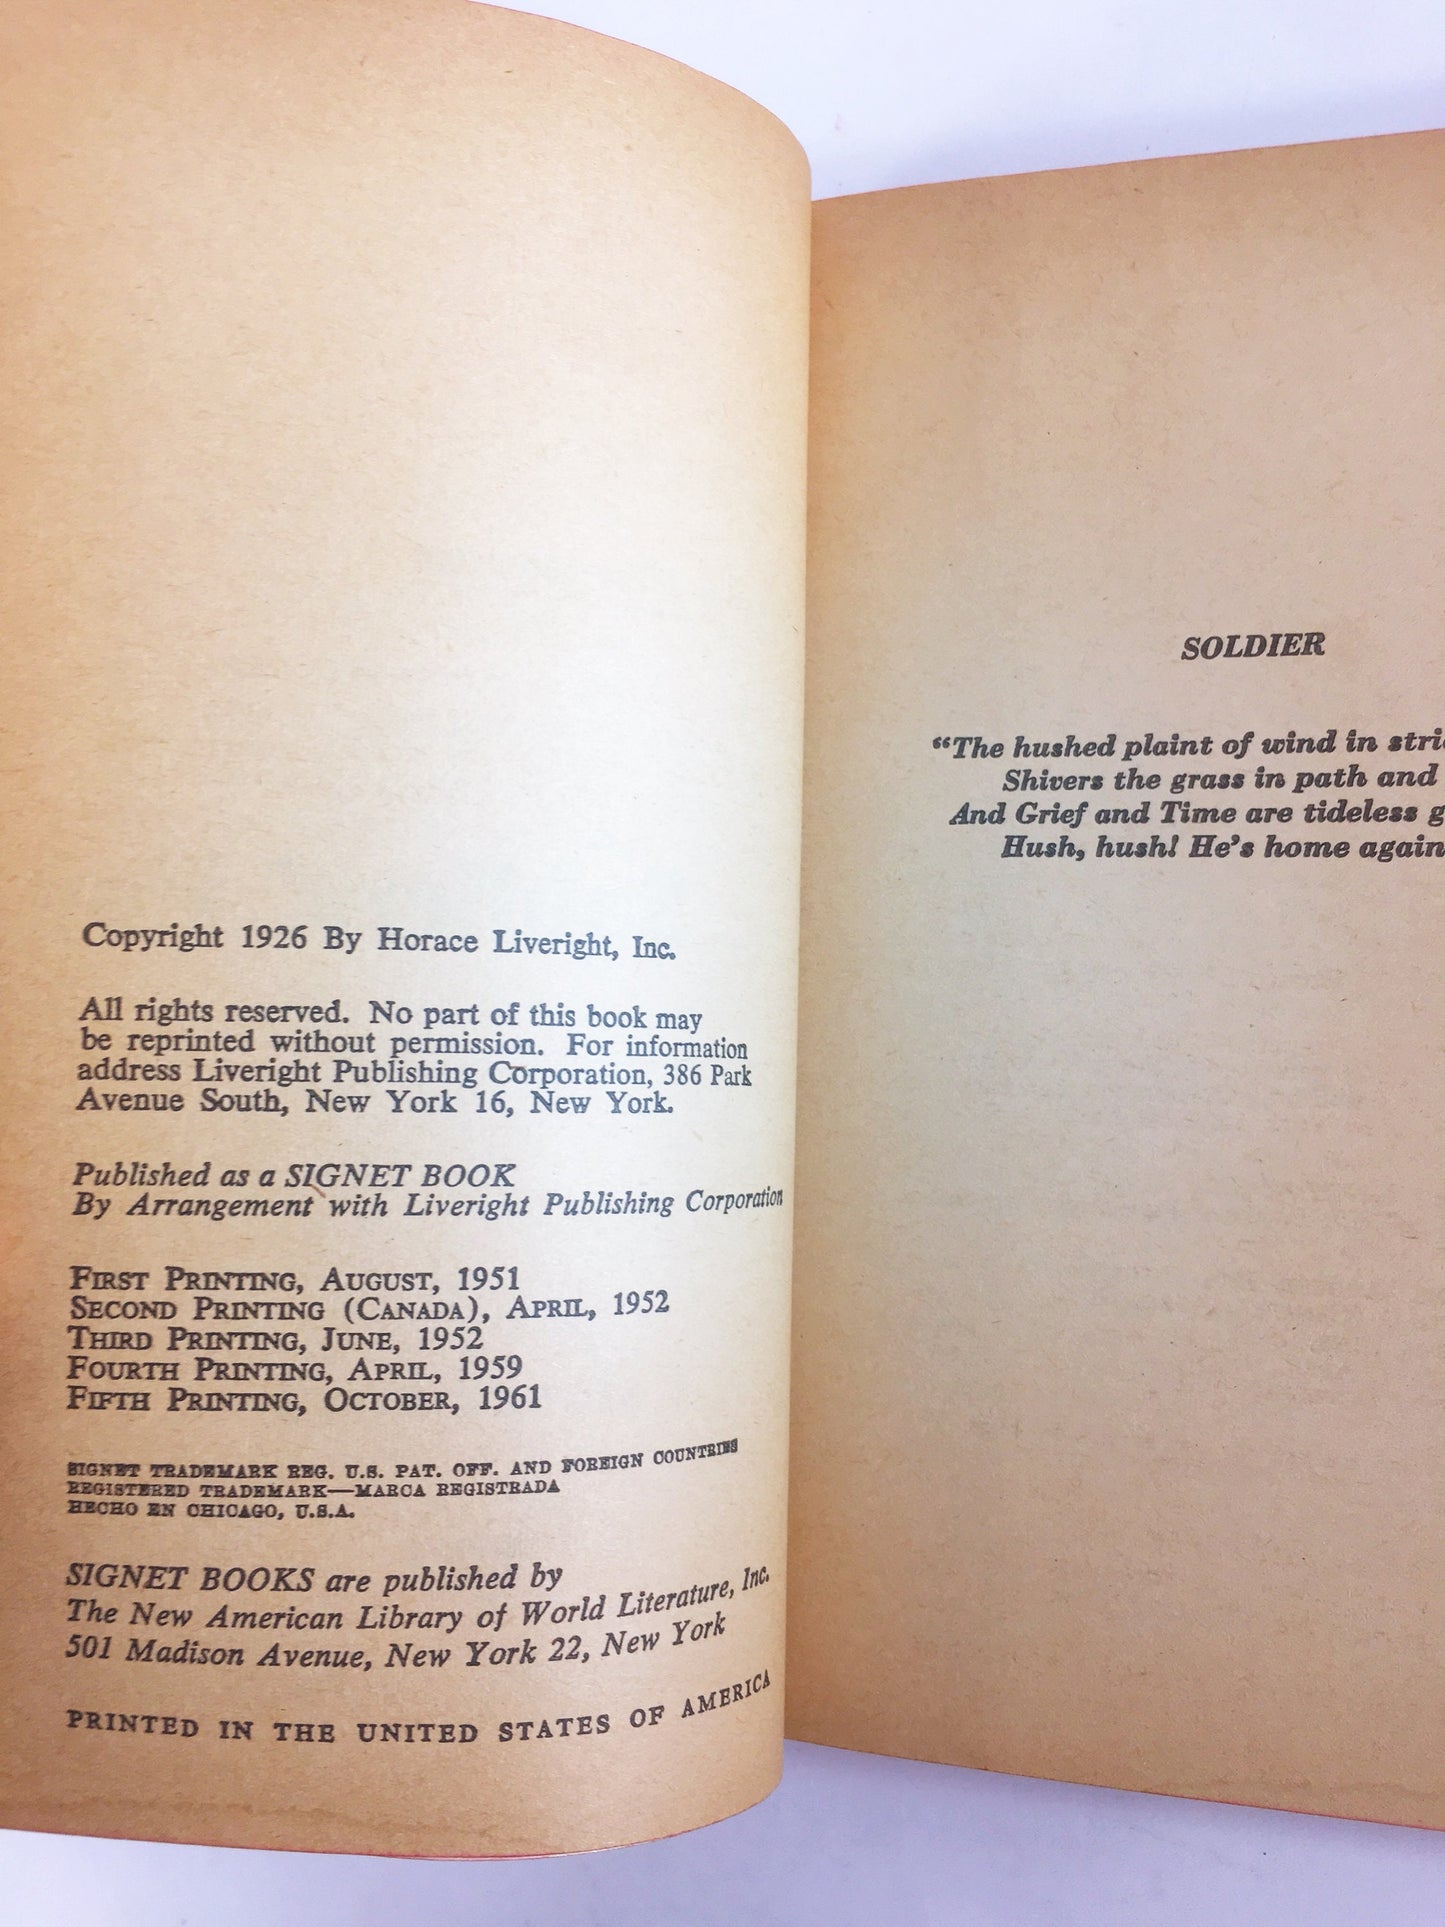 Copyright 1926 By Horace Liveright, Inc.
All rights reserved. No part of this book may
be reprinted without permission. For information
address Liveright Publishing Corporation, 386 Park
Avenue South, New York 16, New York.
Published as a SIGNET BOOK
By Arrangement with Liveright Publishing Corporation
FIRST PRINTING, AUGUST, 1951
SECOND PRINTING (CANADA), APRIL, 1952
THIRD PRINTING, JUNE, 1952
FOURTH PRINTING, APRIL, 1959
FIFTH PRINTING, OCTOBER, 1961
SIGNET TRADEMARK REG. U.S. PAT. OFF. AND FOREIGN COUNTRIES
REGISTERED TRADEMARK—MARCA REGISTRADA
HECHO EN CHICAGO, U.S.A.
SIGNET BOOKS are published by
The New American Library of World Literature, Inc.
501 Madison Avenue, New York 22, New York
PRINTED IN THE UNITED STATES OF AMERICA
SOLDIER
“The hushed plaint of wind in
Shivers the grass in path and
And Grief and Time are tideless
Hush, hush! He's home again